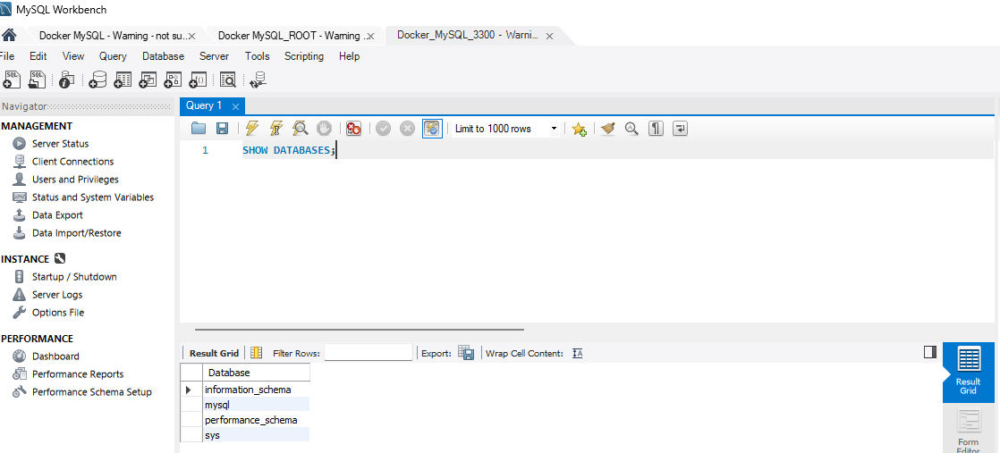 MySQL Workbench
Docker MySQL - Warning - not su... Docker MySQL_ROOT - Warning ... Docker_MySQL_3300 - Warni...
File Edit View Query Database Server Tools Scripting Help
Navigator
Query 1
MANAGEMENT
Server Status
Client Connections
Users and Privileges
Status and System Variables
Data Export
Data Import/Restore
INSTANCE
Startup / Shutdown
Server Logs
Options File
PERFORMANCE
Dashboard
Performance Reports
Performance Schema Setup
Limit to 1000 rows
1 SHOW DATABASES;
Result Grid Filter Rows: Export: Wrap Cell Content:
Database
information_schema
mysql
performance_schema
sys
Result
Grid
Form
Editor